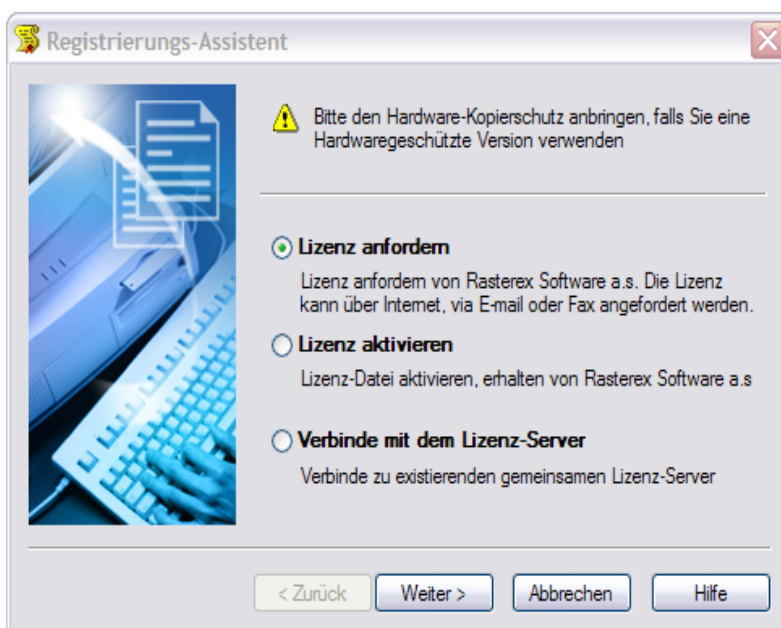 Registrierungs-Assistent
Bitte den Hardware-Kopierschutz anbringen, falls Sie eine
Hardwaregeschützte Version verwenden
Lizenz anfordern
Lizenz anfordern von Rasterex Software a.s. Die Lizenz
kann über Internet, via E-mail oder Fax angefordert werden.
Lizenz aktivieren
Lizenz-Datei aktivieren, erhalten von Rasterex Software a.s
Verbinde mit dem Lizenz-Server
Verbinde zu existierenden gemeinsamen Lizenz-Server
< Zurück
Weiter >
Abbrechen
Hilfe